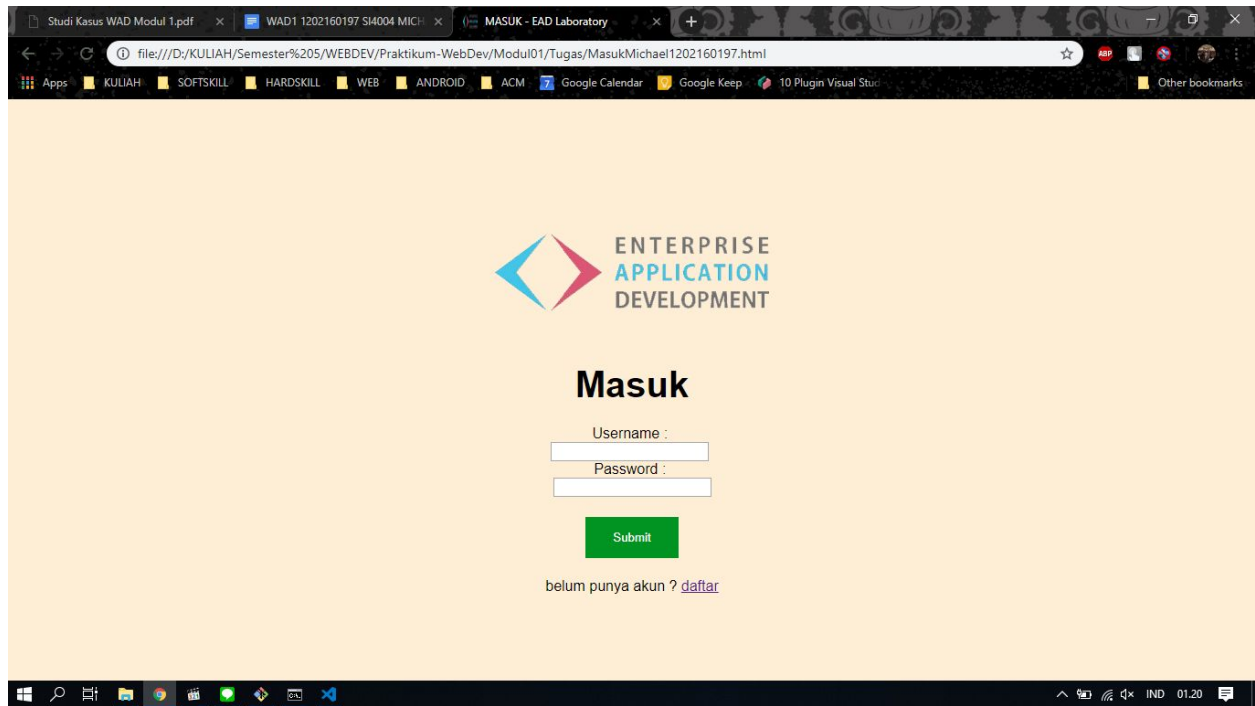 Studi Kasus WAD Modul 1.pdf
WAD1 1202160197 SI4004 MICH
MASUK - EAD Laboratory
file:///D:/KULIAH/Semester%205/WEBDEV/Praktikum-WebDev/Modul01/Tugas/MasukMichael1202160197.html
ABP
Apps KULIAH SOFTSKILL HARDSKILL WEB ANDROID ACM 7 Google Calendar Google Keep 10 Plugin Visual Stud Other bookmarks
ENTERPRISE
APPLICATION
DEVELOPMENT
Masuk
Username :
Password :
Submit
belum punya akun ? daftar
IND 01.20